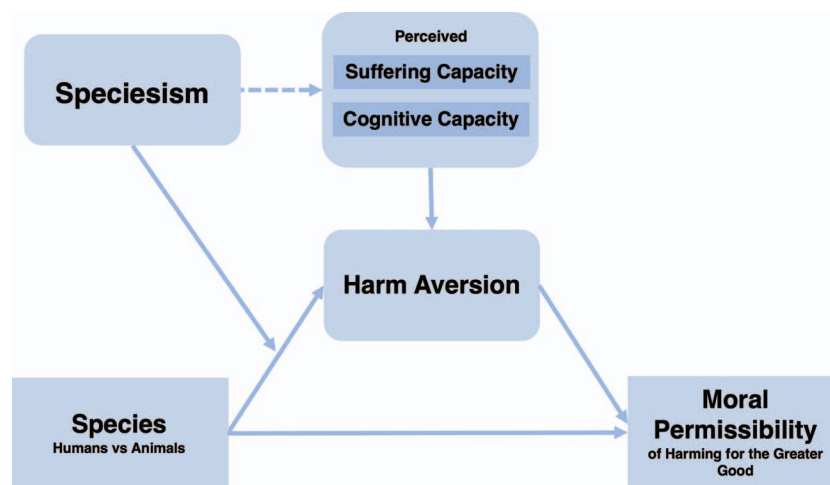 Perceived
Speciesism
Suffering Capacity
Cognitive Capacity
Harm Aversion
Species
Humans vs Animals
Moral
Permissibility
of Harming for the Greater
Good